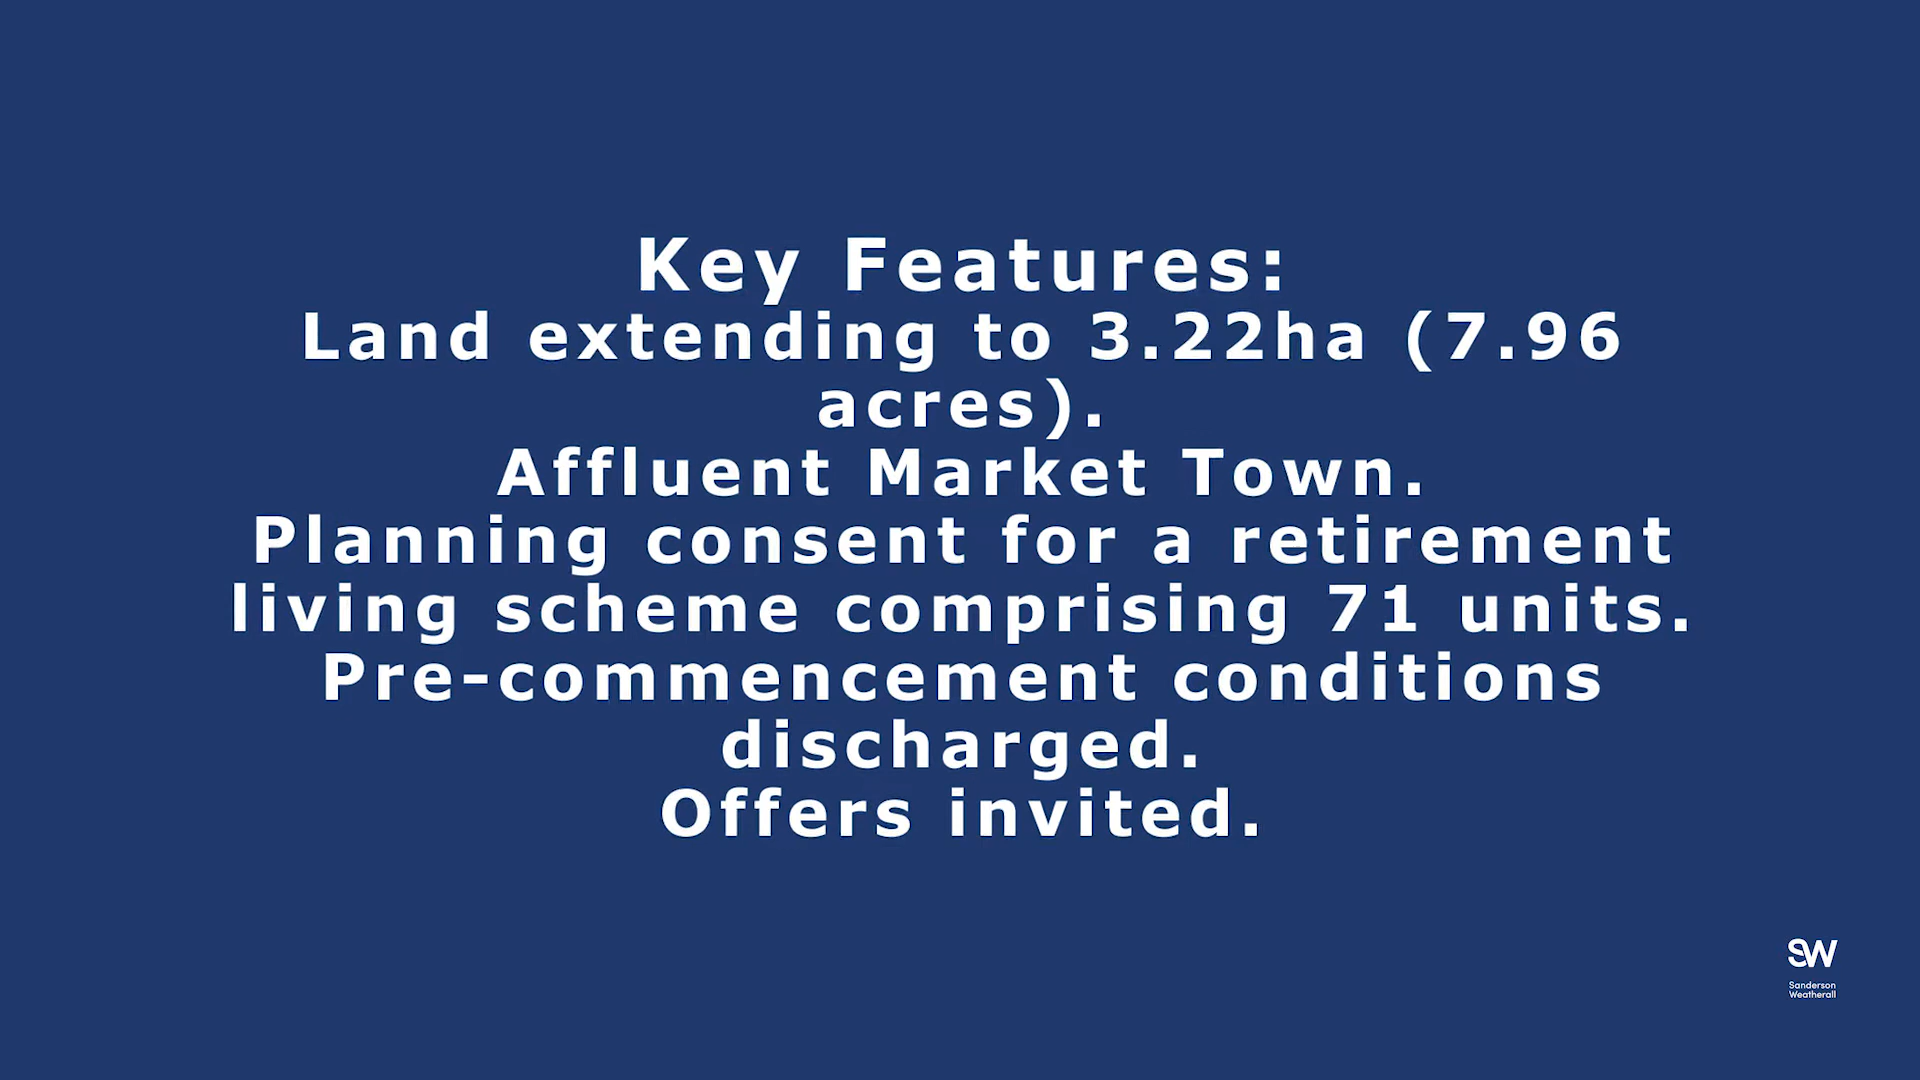 Key Features:
Land extending to 3.22ha (7.96
acres).
Affluent Market Town.
Planning consent for a retirement
living scheme comprising 71 units.
Pre-commencement conditions
discharged.
Offers invited.
SW
Sanderson
Weatherall